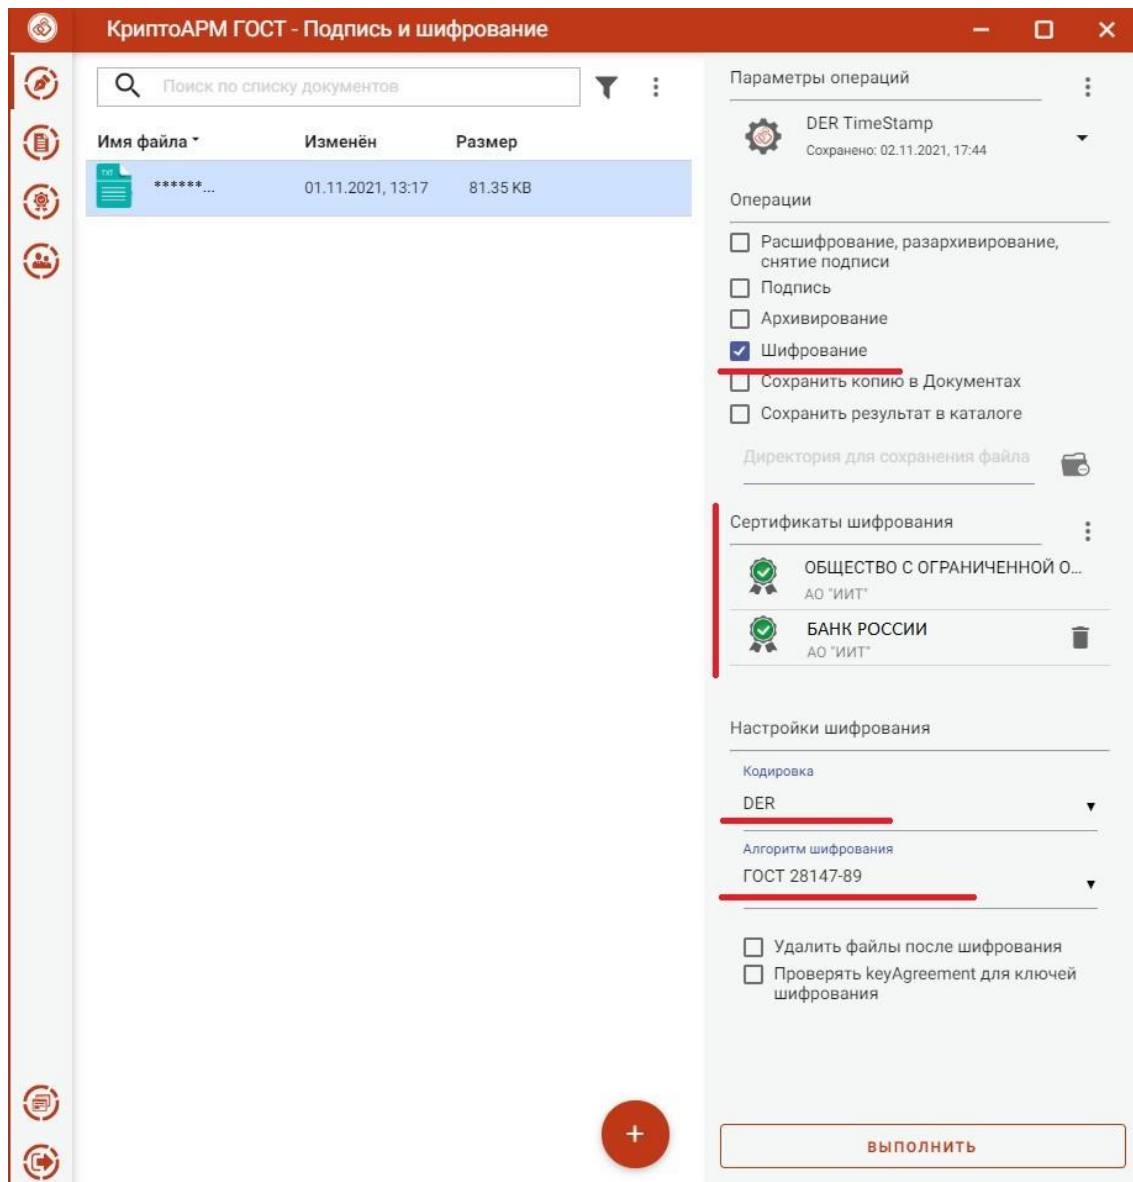 КриптоАРМ ГОСТ - Подпись и шифрование
Поиск по списку документов
Имя файла Изменён Размер
TXT ******... 01.11.2021, 13:17 81.35 KB
Параметры операций
DER TimeStamp
Сохранено: 02.11.2021, 17:44
Операции
Расшифрование, разархивирование,
снятие подписи
Подпись
Архивирование
Шифрование
Сохранить копию в Документах
Сохранить результат в каталоге
Директория для сохранения файла
Сертификаты шифрования
ОБЩЕСТВО С ОГРАНИЧЕННОЙ О...
АО "ИИТ"
БАНК РОССИИ
АО "ИИТ"
Настройки шифрования
Кодировка
DER
Алгоритм шифрования
ГОСТ 28147-89
Удалить файлы после шифрования
Проверять keyAgreement для ключей
шифрования
+
ВЫПОЛНИТЬ